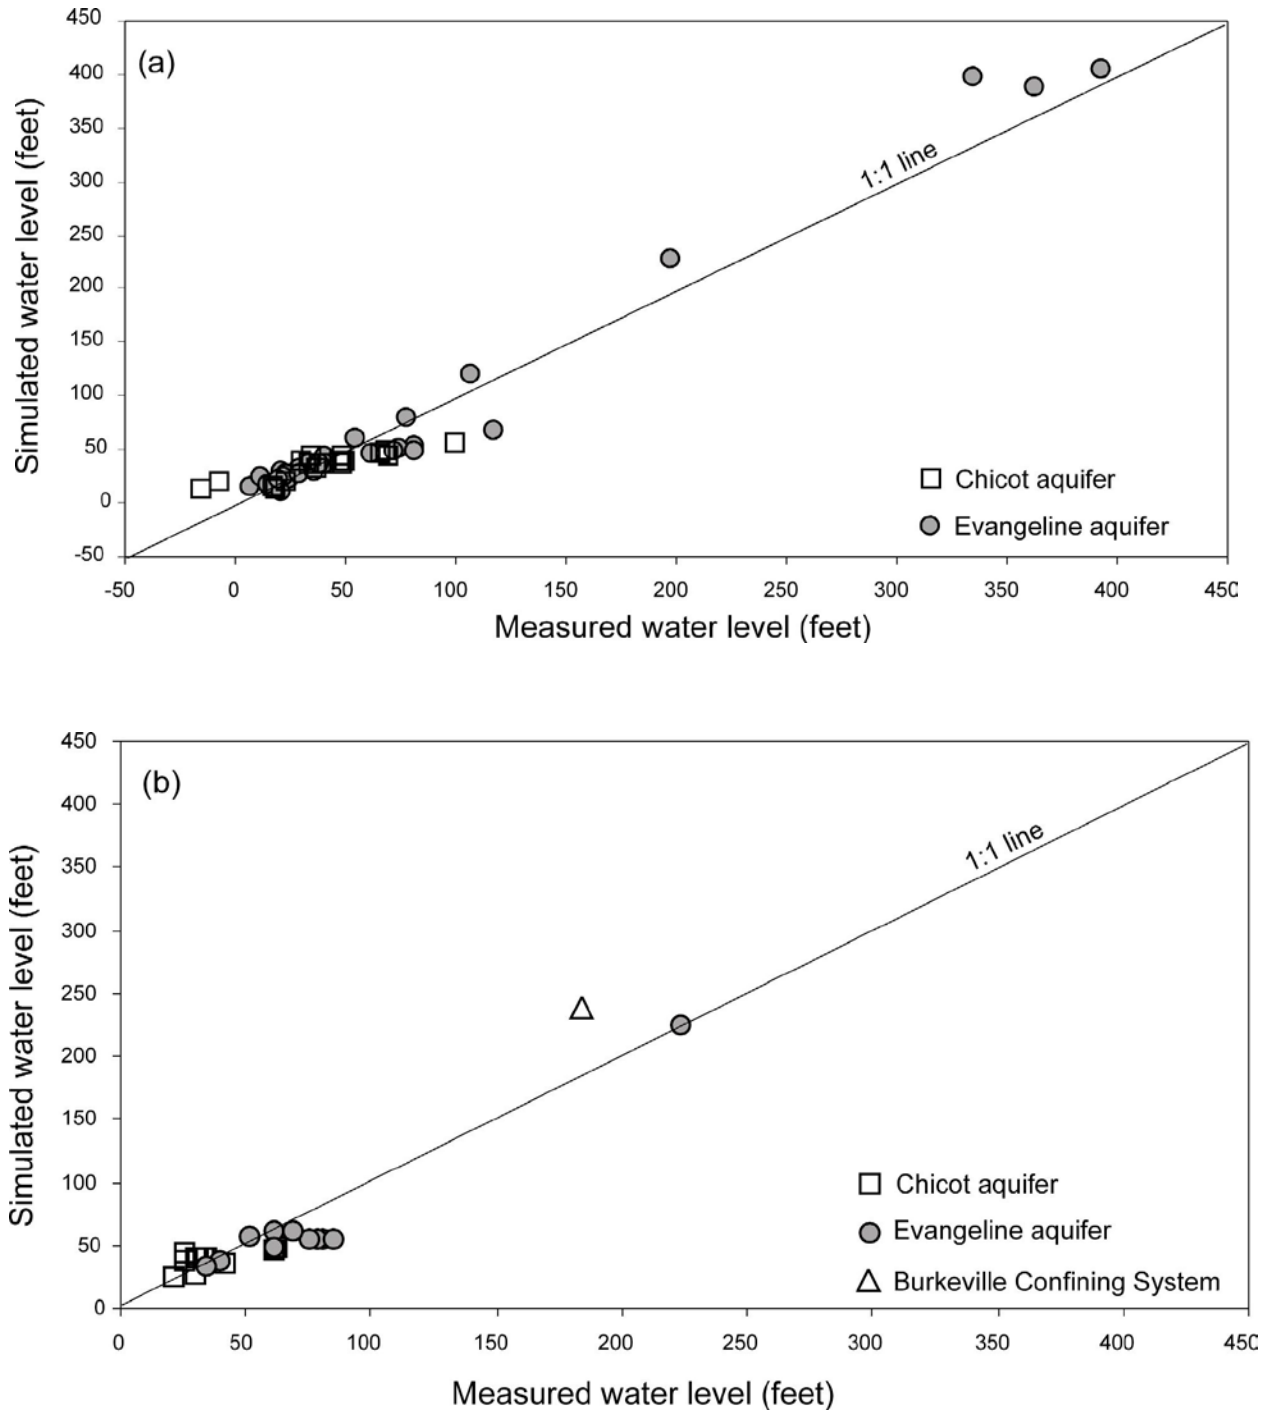 450
(a)
400
350
1:1 line
300
250
200
150
100
50
Chicot aquifer
0
Evangeline aquifer
-50
-50 0 50 100 150 200 250 300 350 400 450
Simulated water level (feet)
Measured water level (feet)
450
(b)
400
1:1 line
350
300
250
200
150
100
Chicot aquifer
50
Evangeline aquifer
Burkeville Confining System
0
0 50 100 150 200 250 300 350 400 450
Simulated water level (feet)
Measured water level (feet)